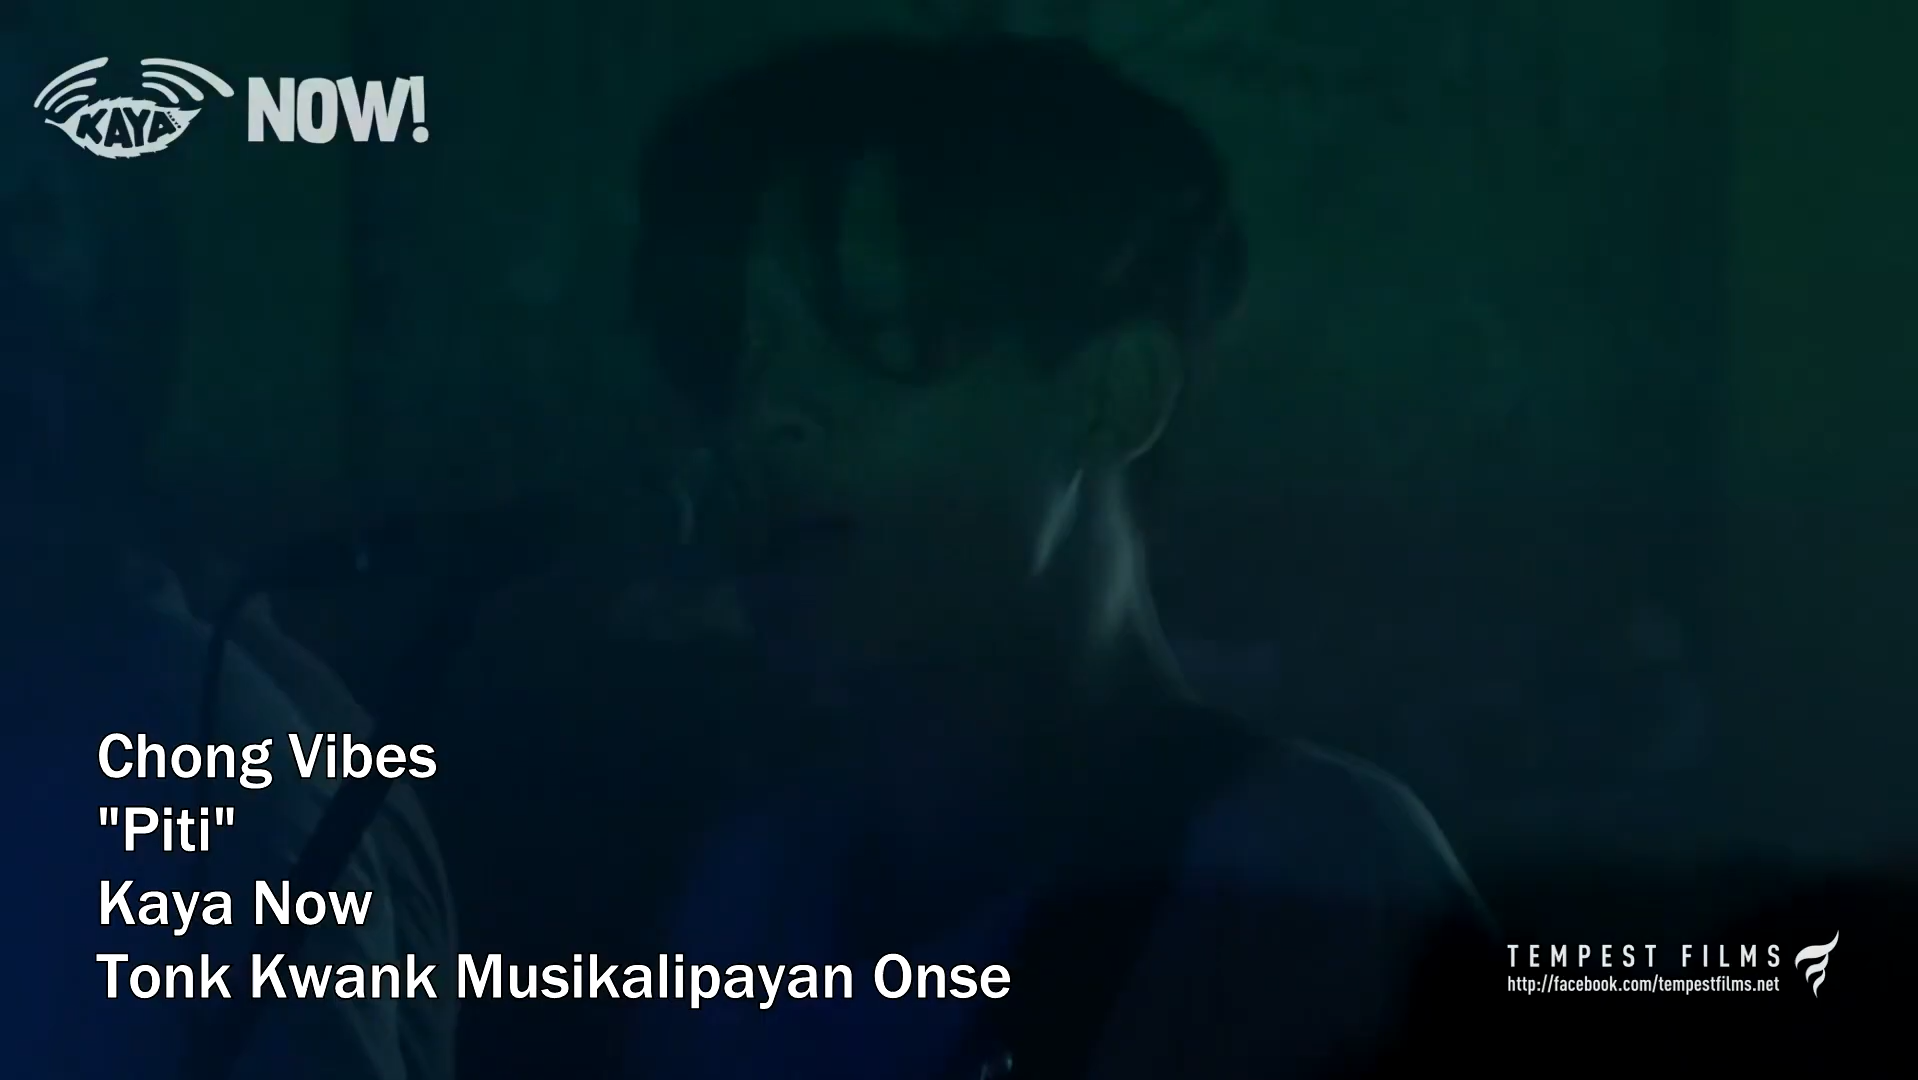 KAYA NOW!
Chong Vibes
"Piti"
Kaya Now
Tonk Kwank Musikalipayan Onse
TEMPEST FILMS
http://facebook.com/tempestfilms.net